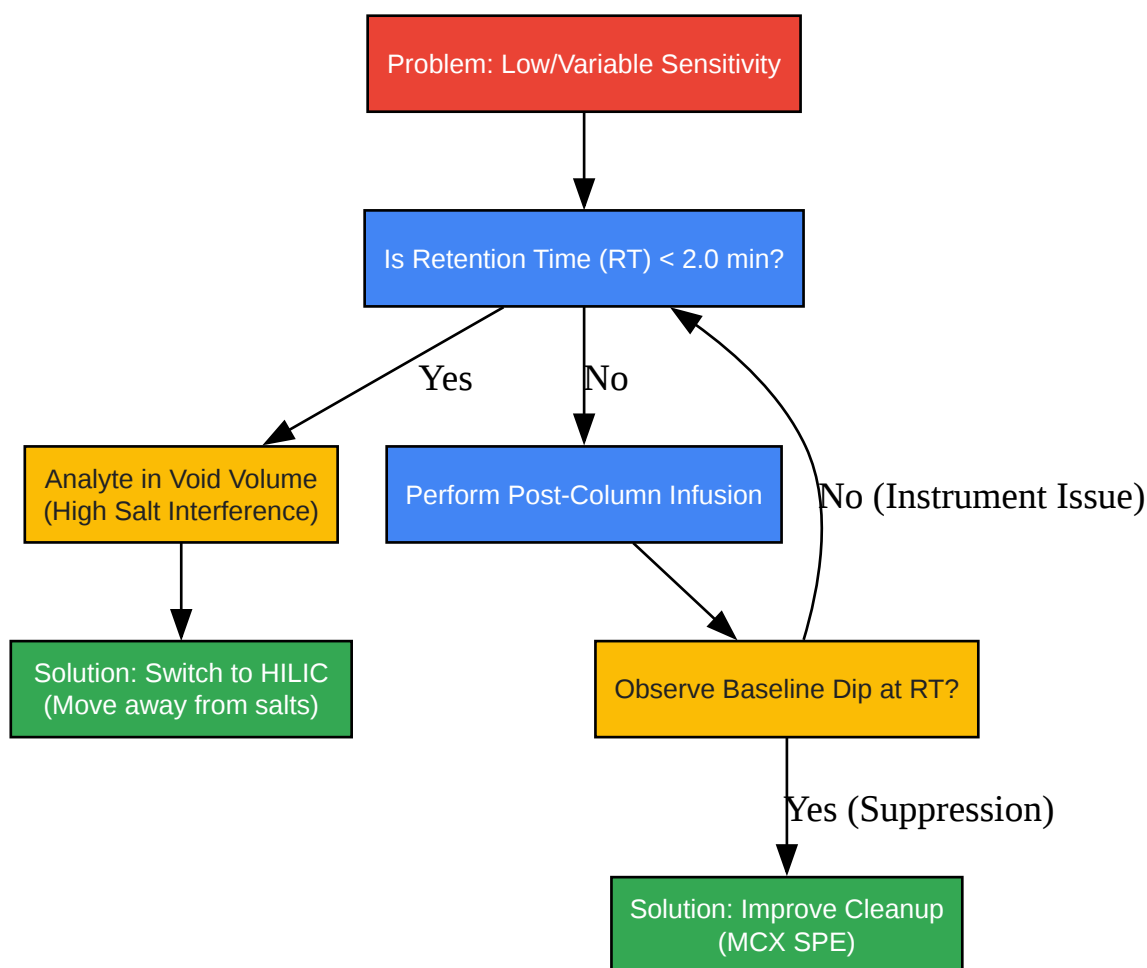 Problem: Low/Variable Sensitivity
Is Retention Time (RT) < 2.0 min?
Yes
No
Analyte in Void Volume
(High Salt Interference)
Perform Post-Column Infusion
No (Instrument Issue)
Solution: Switch to HILIC
(Move away from salts)
Observe Baseline Dip at RT?
Yes (Suppression)
Solution: Improve Cleanup
(MCX SPE)